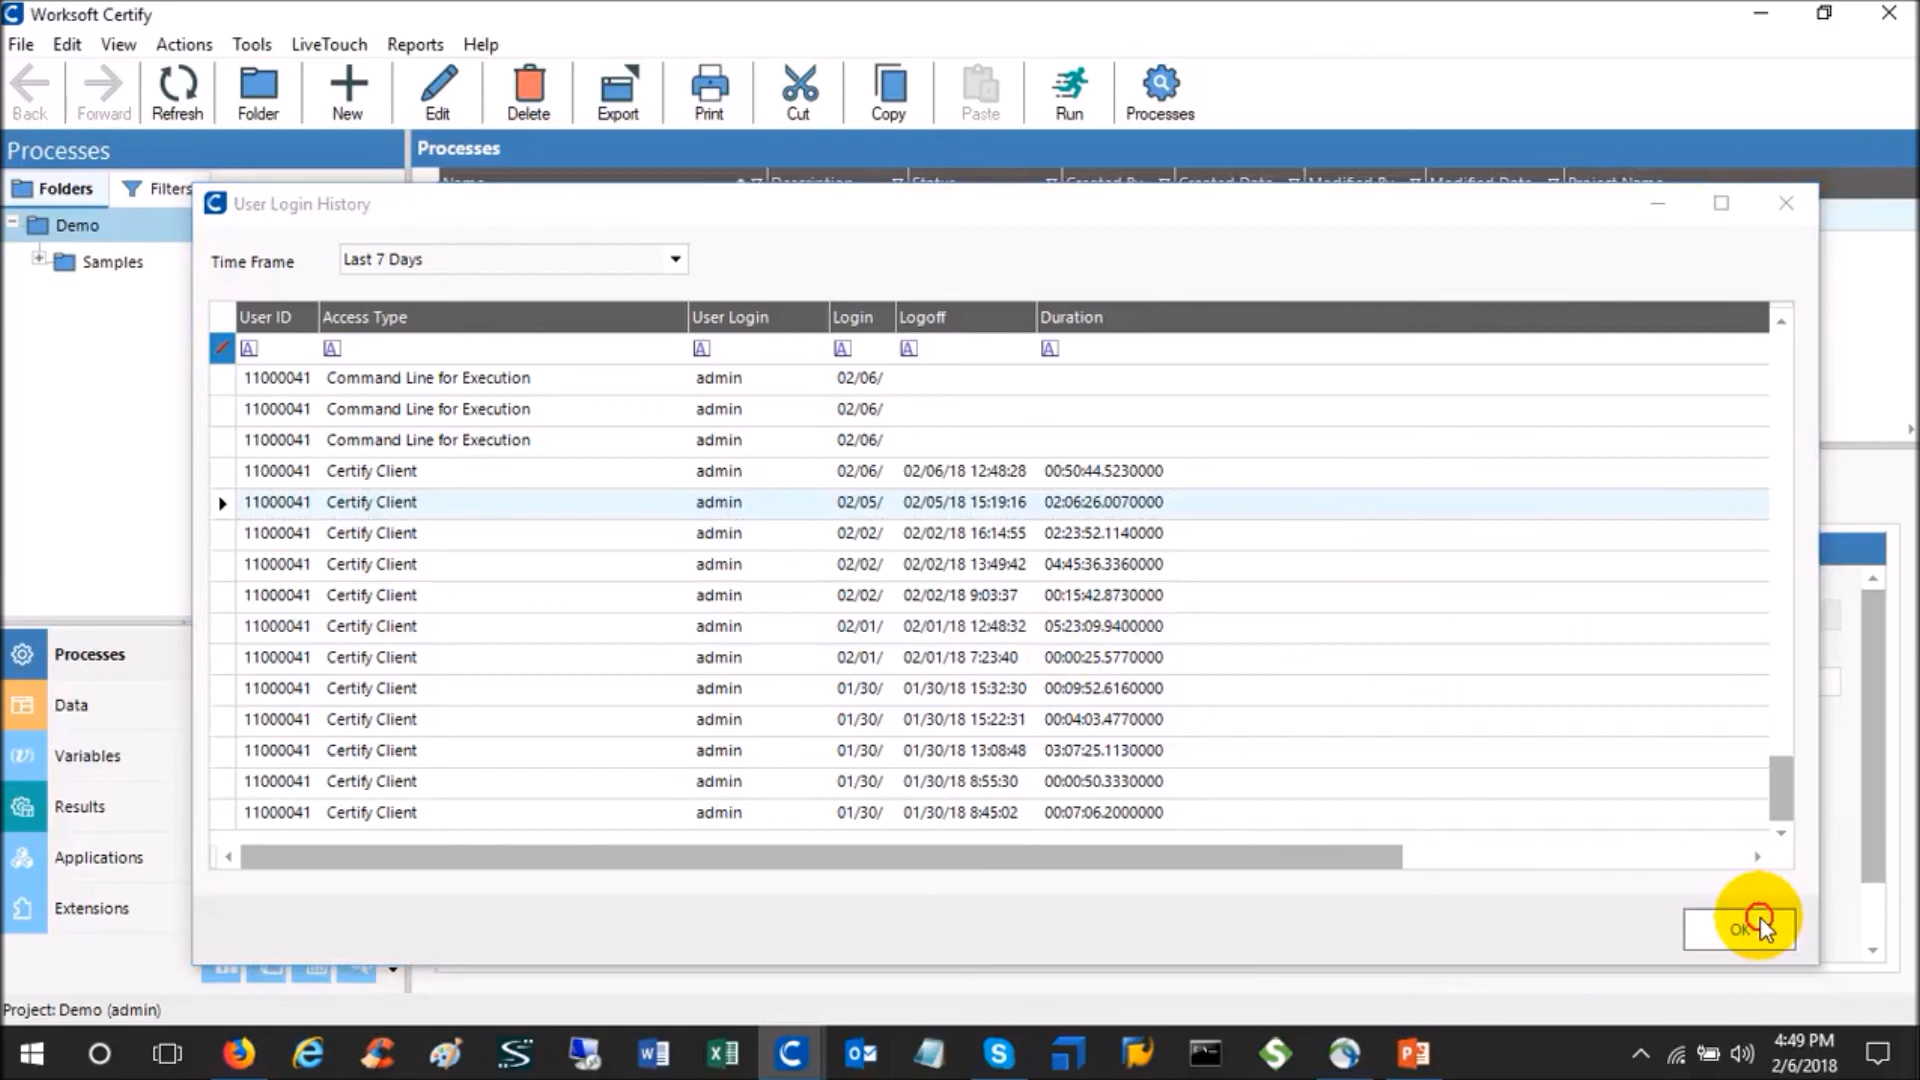 Worksoft Certify
File Edit View Actions Tools LiveTouch Reports Help
Back Forward Refresh Folder New Edit Delete Export Print Cut Copy Paste Run Processes
Processes
Processes
Folders Filters
Name Description Status Created By Created Date Modified By Modified Date Project Name
Demo
Samples
User Login History
Time Frame Last 7 Days
User ID Access Type User Login Login Logoff Duration
11000041 Command Line for Execution admin 02/06/
11000041 Command Line for Execution admin 02/06/
11000041 Command Line for Execution admin 02/06/
11000041 Certify Client admin 02/06/ 02/06/18 12:48:28 00:50:44.5230000
11000041 Certify Client admin 02/05/ 02/05/18 15:19:16 02:06:26.0070000
11000041 Certify Client admin 02/02/ 02/02/18 16:14:55 02:23:52.1140000
11000041 Certify Client admin 02/02/ 02/02/18 13:49:42 04:45:36.3360000
11000041 Certify Client admin 02/02/ 02/02/18 9:03:37 00:15:42.8730000
11000041 Certify Client admin 02/01/ 02/01/18 12:48:32 05:23:09.9400000
11000041 Certify Client admin 02/01/ 02/01/18 7:23:40 00:00:25.5770000
11000041 Certify Client admin 01/30/ 01/30/18 15:32:30 00:09:52.6160000
11000041 Certify Client admin 01/30/ 01/30/18 15:22:31 00:04:03.4770000
11000041 Certify Client admin 01/30/ 01/30/18 13:08:48 03:07:25.1130000
11000041 Certify Client admin 01/30/ 01/30/18 8:55:30 00:00:50.3330000
11000041 Certify Client admin 01/30/ 01/30/18 8:45:02 00:07:06.2000000
Processes
Data
Variables
Results
Applications
Extensions
OK
Project: Demo (admin)
4:49 PM
2/6/2018